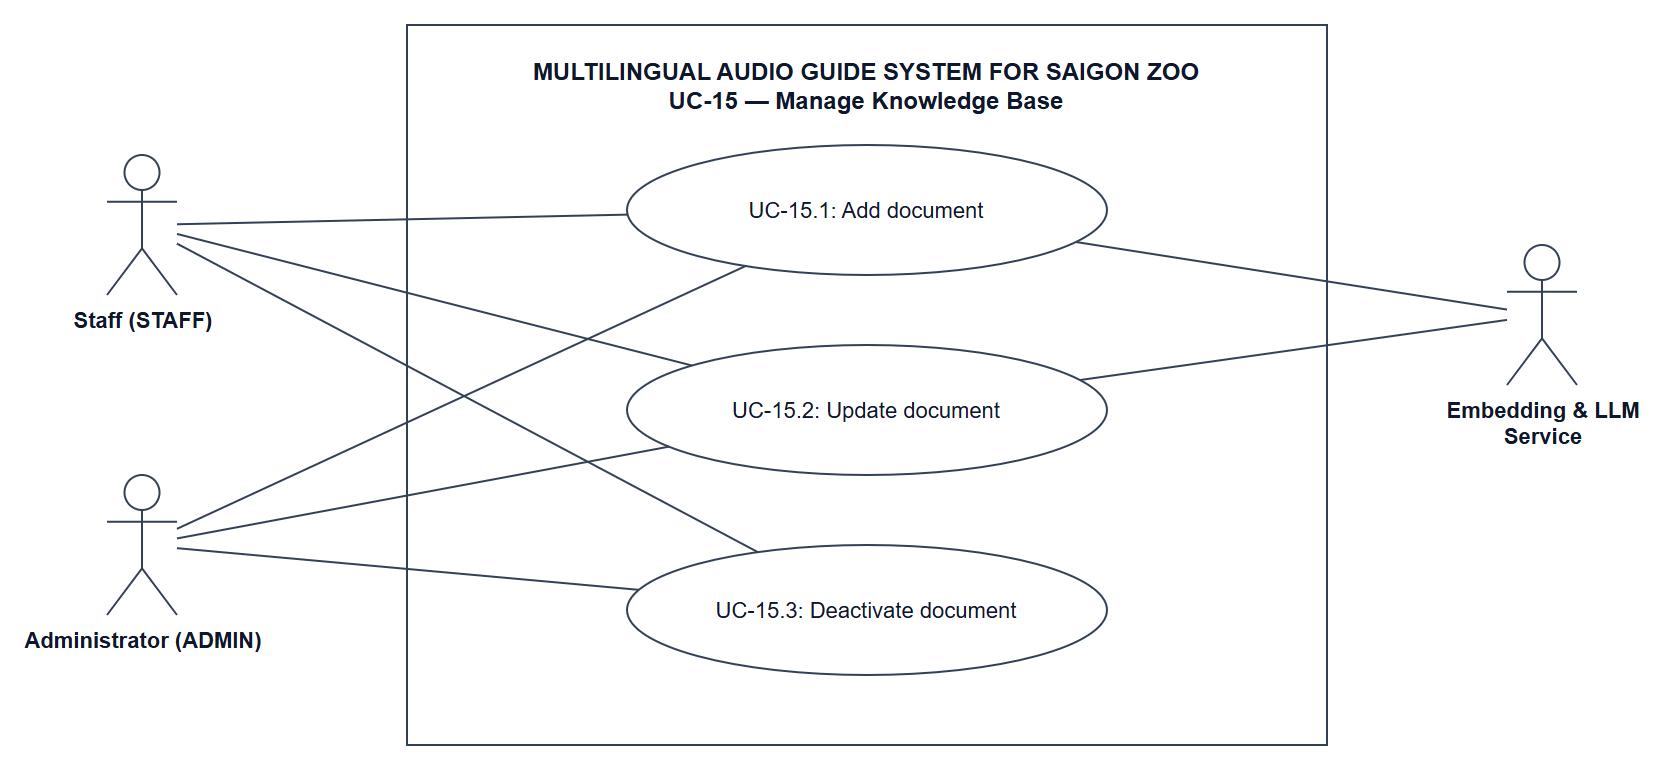 MULTILINGUAL AUDIO GUIDE SYSTEM FOR SAIGON ZOO
UC-15 — Manage Knowledge Base
UC-15.1: Add document
Staff (STAFF)
UC-15.2: Update document
Embedding & LLM
Service
UC-15.3: Deactivate document
Administrator (ADMIN)